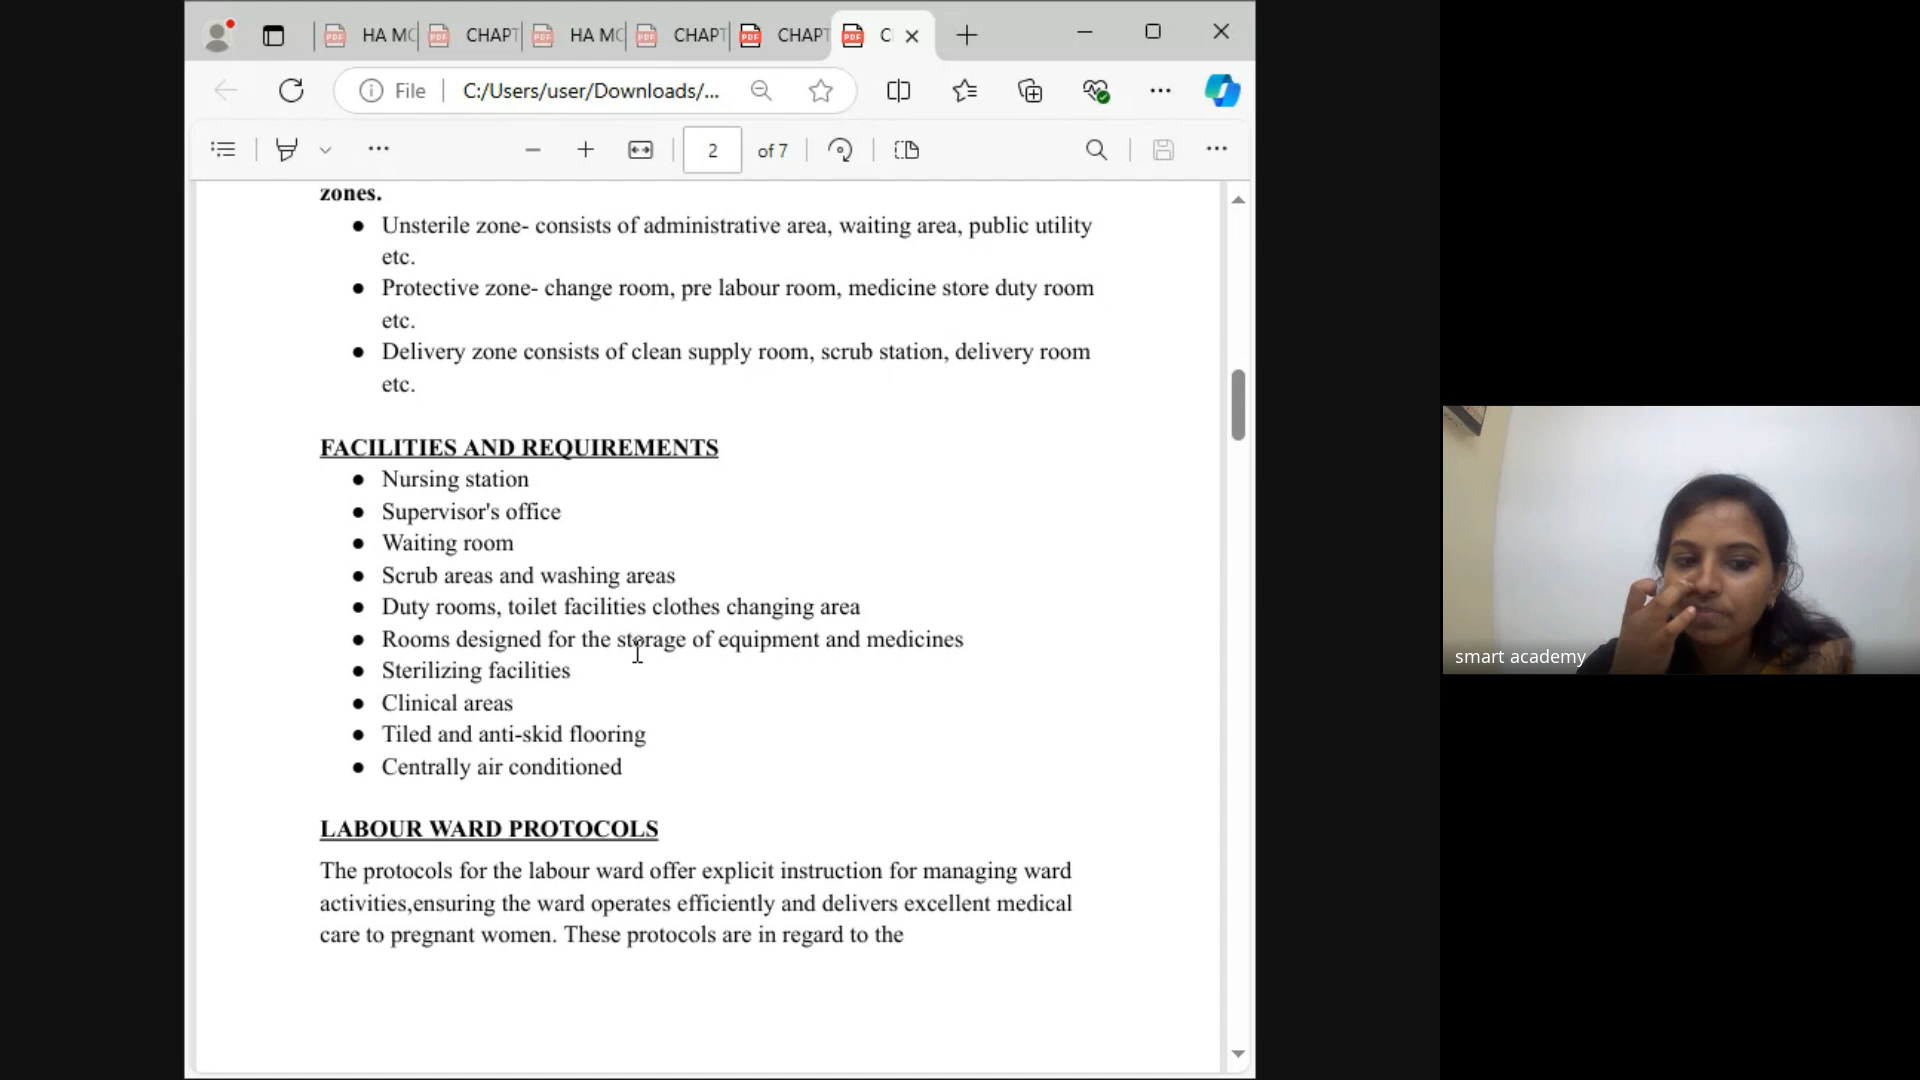 HA MC
CHAPT
HA MC
CHAPT
CHAPT
C
File
C:/Users/user/Downloads/...
2 of 7
zones.
● Unsterile zone- consists of administrative area, waiting area, public utility
etc.
● Protective zone- change room, pre labour room, medicine store duty room
etc.
● Delivery zone consists of clean supply room, scrub station, delivery room
etc.
FACILITIES AND REQUIREMENTS
● Nursing station
● Supervisor's office
● Waiting room
● Scrub areas and washing areas
● Duty rooms, toilet facilities clothes changing area
● Rooms designed for the storage of equipment and medicines
● Sterilizing facilities
● Clinical areas
● Tiled and anti-skid flooring
● Centrally air conditioned
LABOUR WARD PROTOCOLS
The protocols for the labour ward offer explicit instruction for managing ward
activities,ensuring the ward operates efficiently and delivers excellent medical
care to pregnant women. These protocols are in regard to the
smart academy